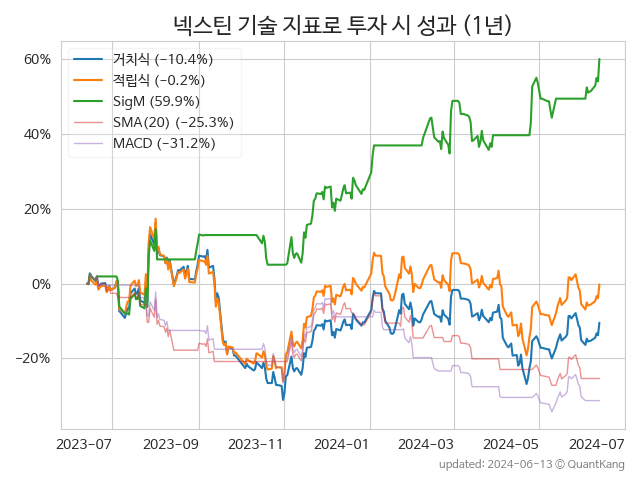 넥스틴 기술 지표로 투자 시 성과 (1년)
거치식 (−10.4%)
적립식 (−0.2%)
SigM (59.9%)
SMA(20) (−25.3%)
MACD (−31.2%)
60%
40%
20%
0%
−20%
2023-07
2023-09
2023-11
2024-01
2024-03
2024-05
2024-07
updated: 2024-06-13 © QuantKang